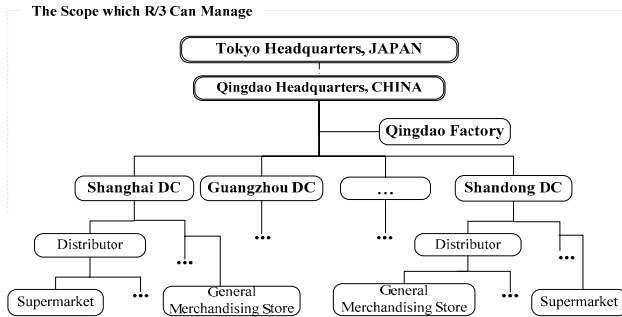 The Scope which R/3 Can Manage
Tokyo Headquarters, JAPAN
Qingdao Headquarters, CHINA
Qingdao Factory
Shanghai DC
Guangzhou DC
...
Shandong DC
Distributor
...
...
...
Distributor
...
Supermarket
...
General
Merchandising Store
General
Merchandising Store
...
Supermarket